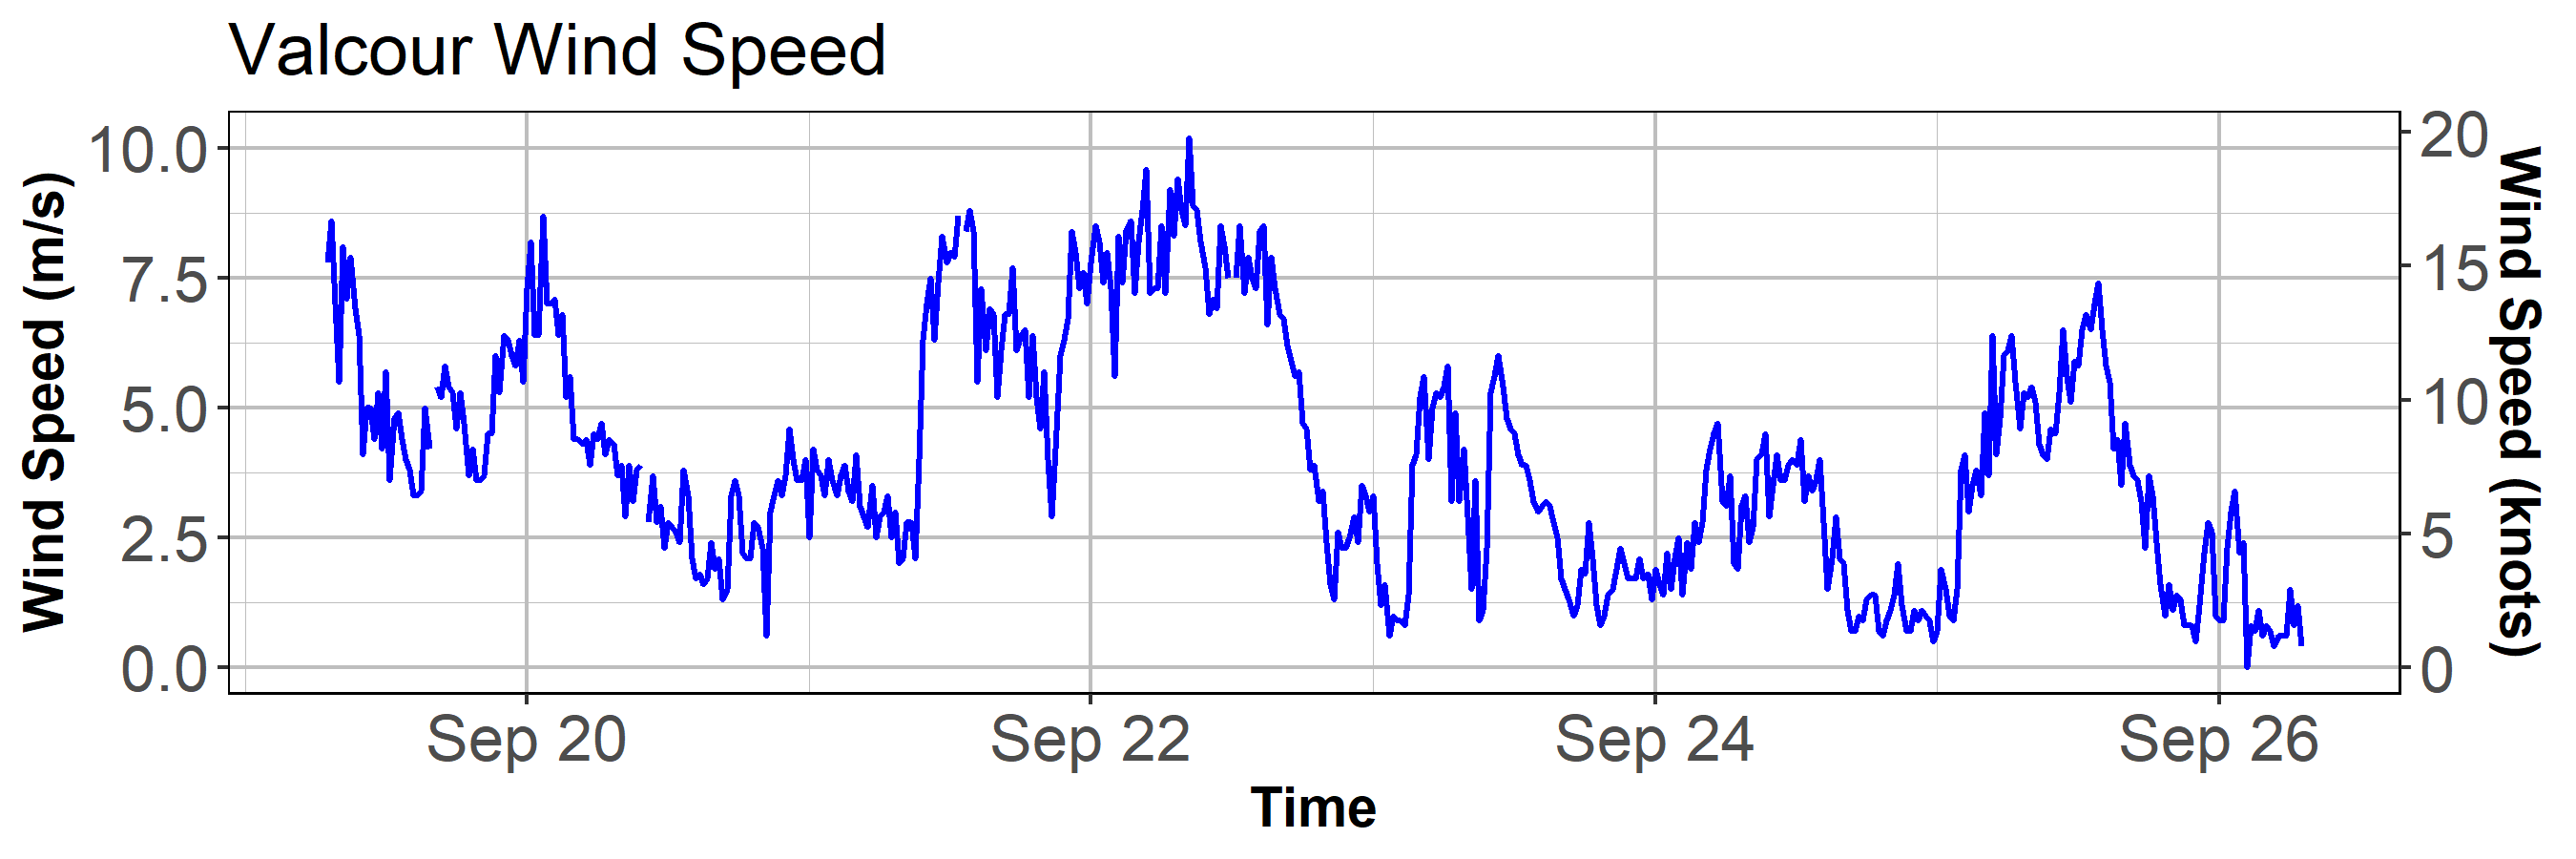 Valcour Wind Speed
Wind Speed (m/s)
10.0
7.5
5.0
2.5
0.0
20
15
10
5
0
Wind Speed (knots)
Sep 20
Sep 22
Sep 24
Sep 26
Time